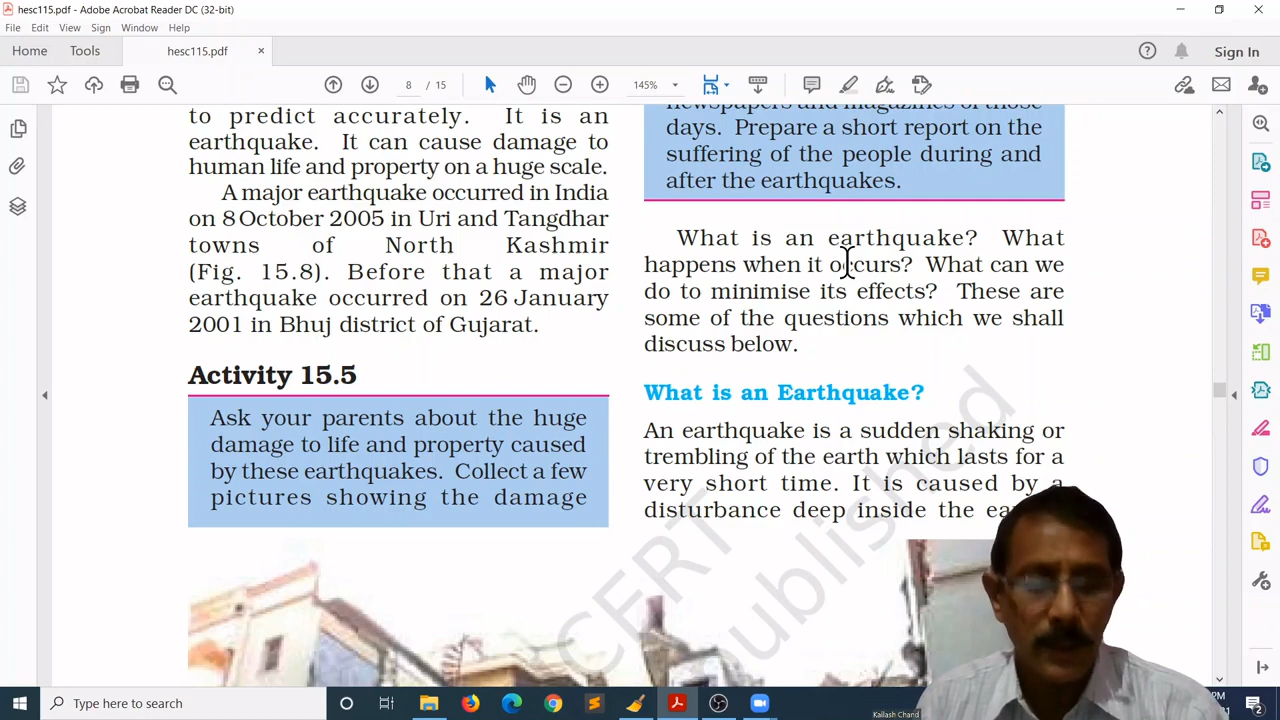 hesc115.pdf - Adobe Acrobat Reader DC (32-bit)
File Edit View Sign Window Help
Home Tools hesc115.pdf × Sign In
8 / 15 145%
to predict accurately. It is an
earthquake. It can cause damage to
human life and property on a huge scale.
A major earthquake occurred in India
on 8 October 2005 in Uri and Tangdhar
towns of North Kashmir
(Fig. 15.8). Before that a major
earthquake occurred on 26 January
2001 in Bhuj district of Gujarat.
Activity 15.5
Ask your parents about the huge
damage to life and property caused
by these earthquakes. Collect a few
pictures showing the damage
newspapers and magazines of those
days. Prepare a short report on the
suffering of the people during and
after the earthquakes.
What is an earthquake? What
happens when it occurs? What can we
do to minimise its effects? These are
some of the questions which we shall
discuss below.
What is an Earthquake?
An earthquake is a sudden shaking or
trembling of the earth which lasts for a
very short time. It is caused by a
disturbance deep inside the
CERT
published
Kailash Chand
Type here to search
2